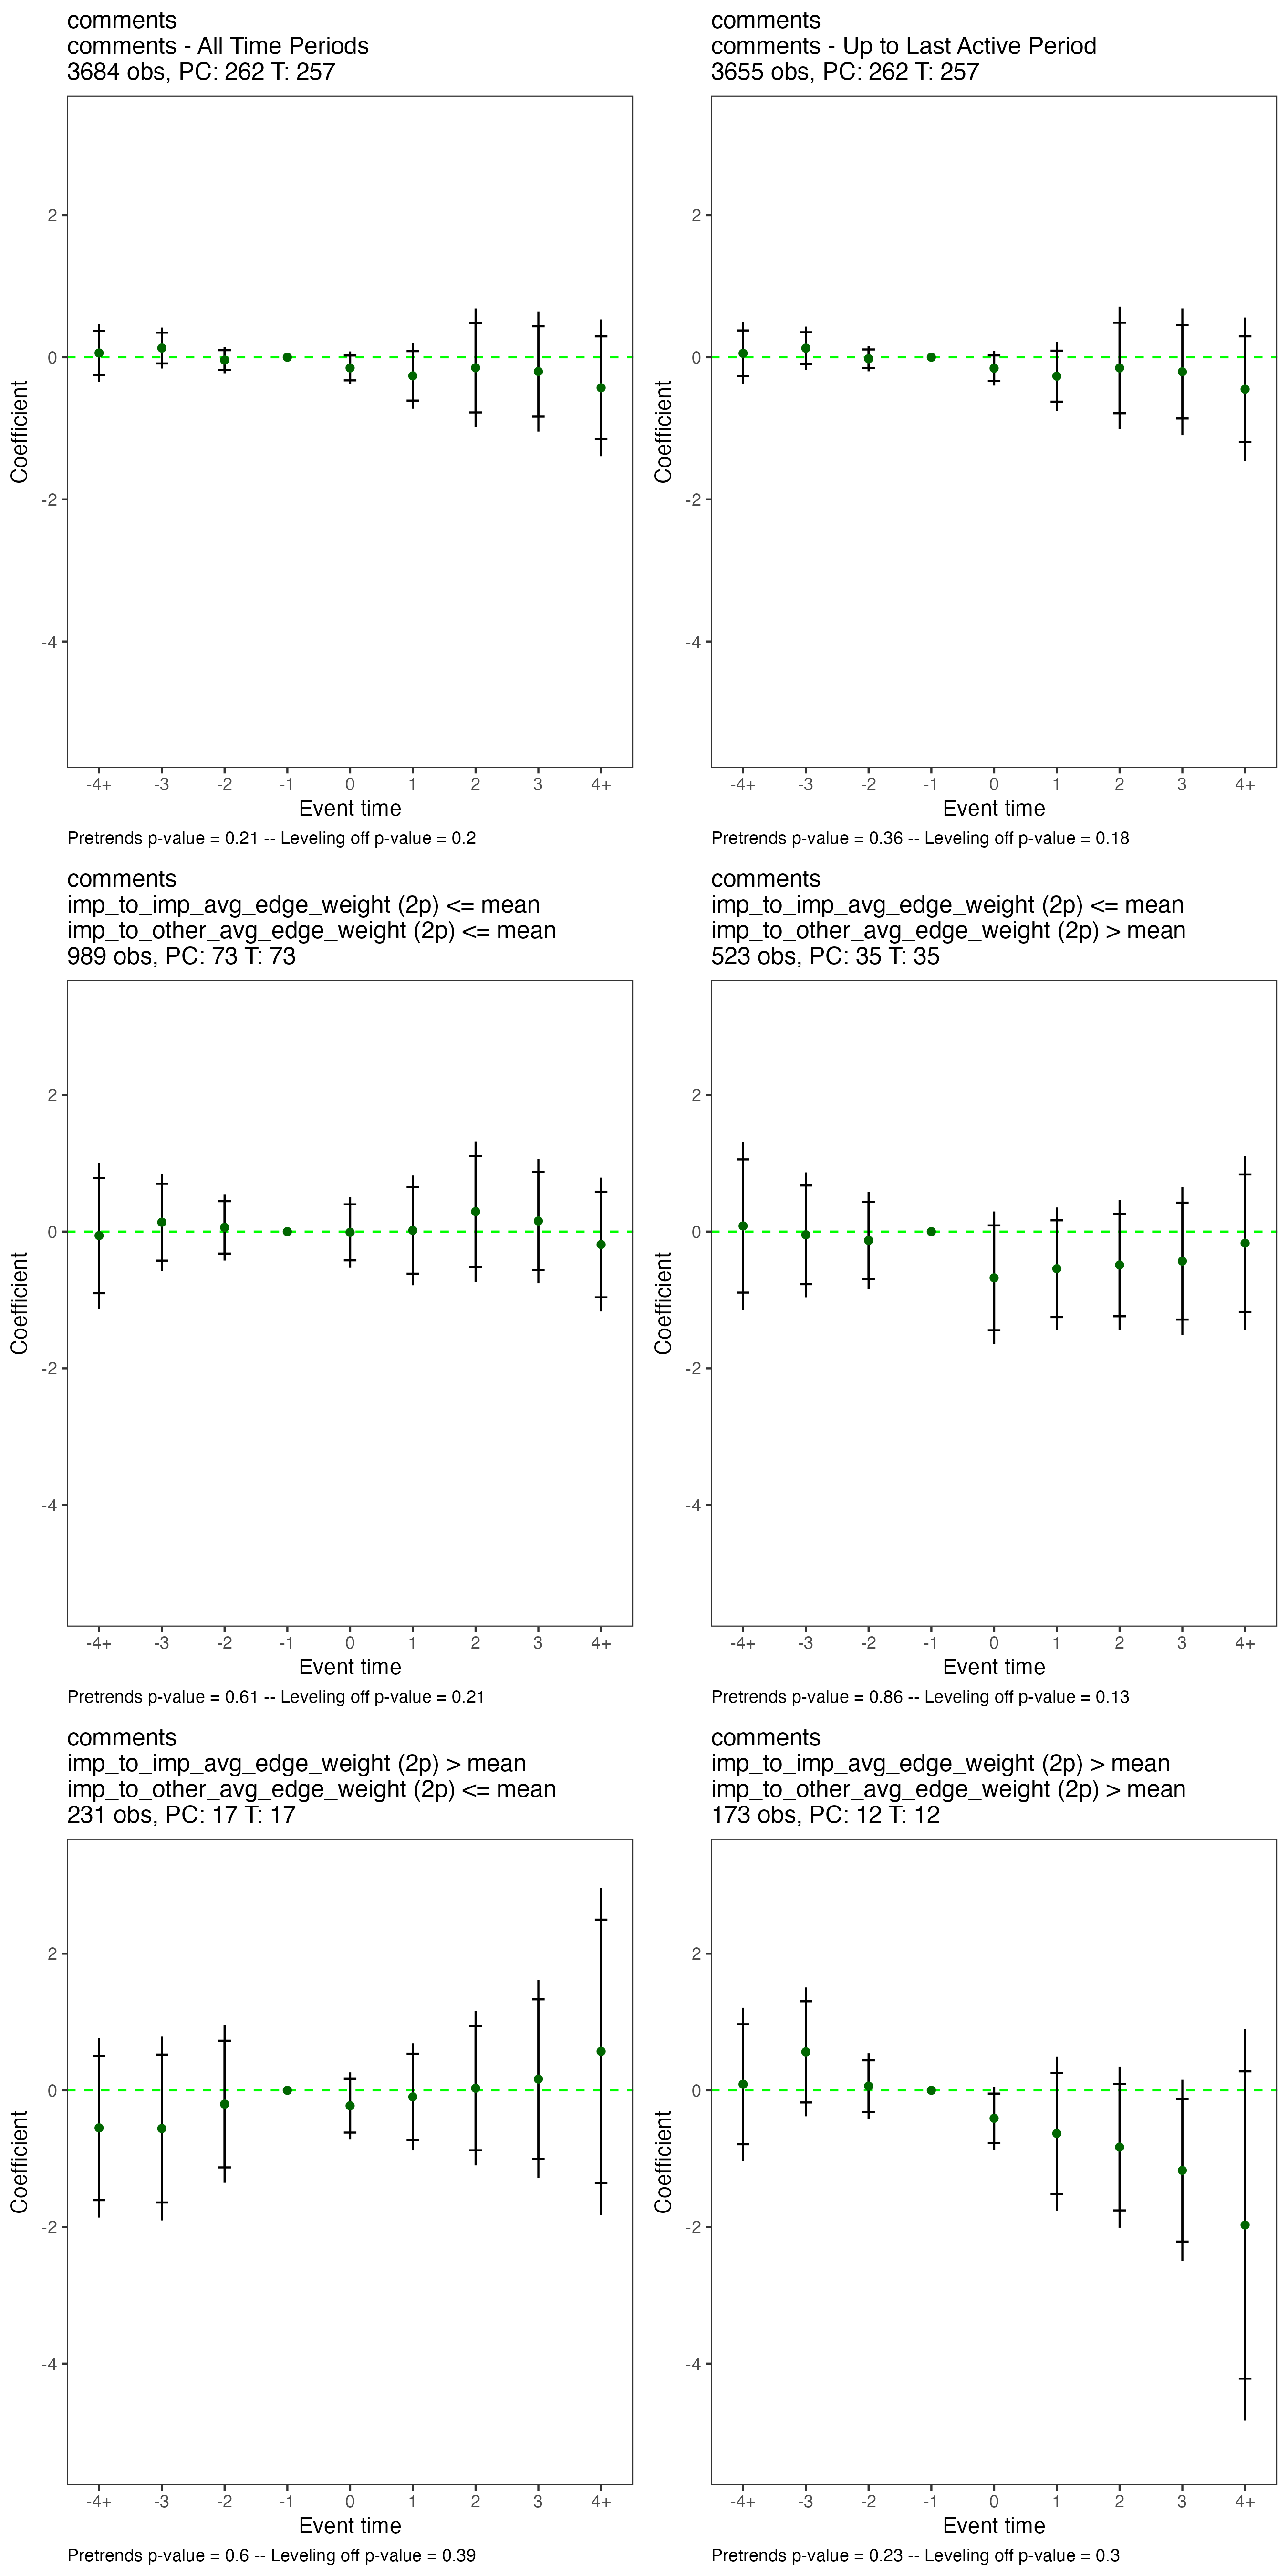 comments
comments - All Time Periods
3684 obs, PC: 262 T: 257
2
0
-2
-4
Coefficient
-4+ -3 -2 -1 0 1 2 3 4+
Event time
Pretrends p-value = 0.21 -- Leveling off p-value = 0.2
comments
comments - Up to Last Active Period
3655 obs, PC: 262 T: 257
2
0
-2
-4
Coefficient
-4+ -3 -2 -1 0 1 2 3 4+
Event time
Pretrends p-value = 0.36 -- Leveling off p-value = 0.18
comments
imp_to_imp_avg_edge_weight (2p) <= mean
imp_to_other_avg_edge_weight (2p) <= mean
989 obs, PC: 73 T: 73
2
0
-2
-4
Coefficient
-4+ -3 -2 -1 0 1 2 3 4+
Event time
Pretrends p-value = 0.61 -- Leveling off p-value = 0.21
comments
imp_to_imp_avg_edge_weight (2p) <= mean
imp_to_other_avg_edge_weight (2p) > mean
523 obs, PC: 35 T: 35
2
0
-2
-4
Coefficient
-4+ -3 -2 -1 0 1 2 3 4+
Event time
Pretrends p-value = 0.86 -- Leveling off p-value = 0.13
comments
imp_to_imp_avg_edge_weight (2p) > mean
imp_to_other_avg_edge_weight (2p) <= mean
231 obs, PC: 17 T: 17
2
0
-2
-4
Coefficient
-4+ -3 -2 -1 0 1 2 3 4+
Event time
Pretrends p-value = 0.6 -- Leveling off p-value = 0.39
comments
imp_to_imp_avg_edge_weight (2p) > mean
imp_to_other_avg_edge_weight (2p) > mean
173 obs, PC: 12 T: 12
2
0
-2
-4
Coefficient
-4+ -3 -2 -1 0 1 2 3 4+
Event time
Pretrends p-value = 0.23 -- Leveling off p-value = 0.3